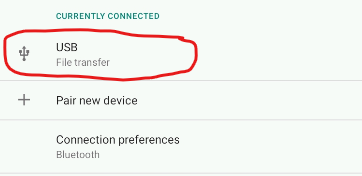 CURRENTLY CONNECTED
USB
File transfer
Pair new device
Connection preferences
Bluetooth